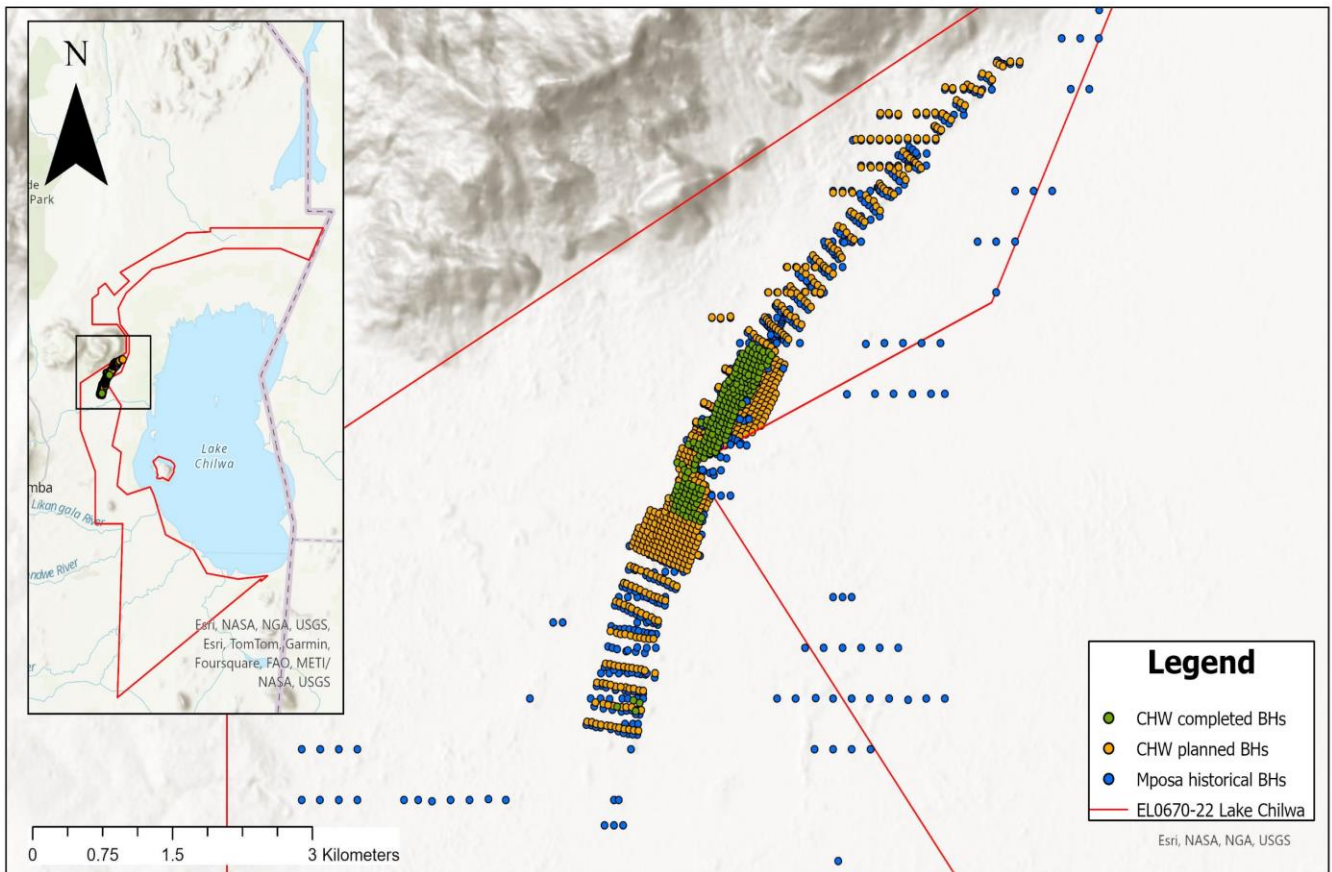 N
de
Park
Lake
Chilwa
mba
Likangala River
ndwe River
Esri, NASA, NGA, USGS,
Esri, TomTom, Garmin,
Foursquare, FAO, METI/
NASA, USGS
0 0.75 1.5 3 Kilometers
Legend
CHW completed BHs
CHW planned BHs
Mposa historical BHs
EL0670-22 Lake Chilwa
Esri, NASA, NGA, USGS